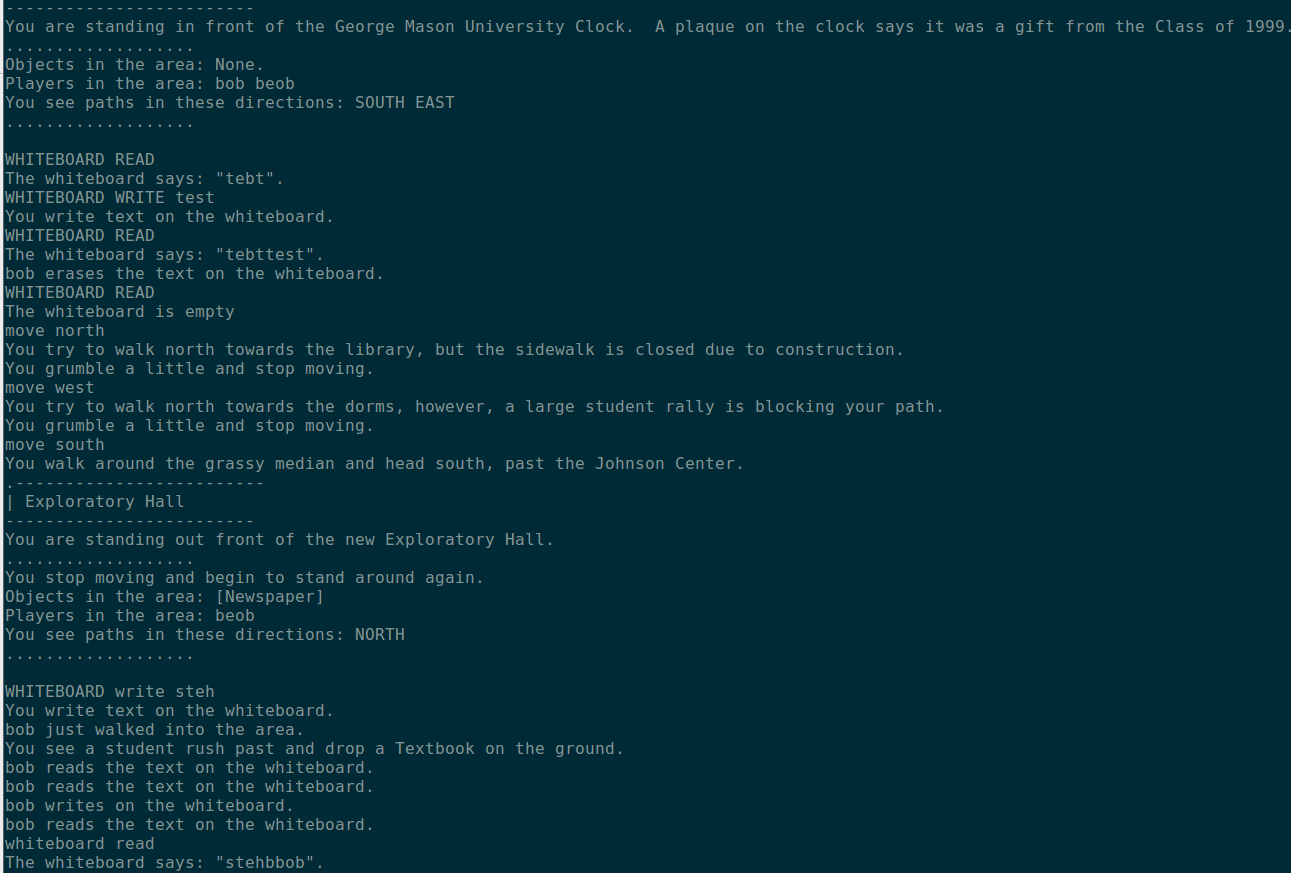 -------------------------
You are standing in front of the George Mason University Clock.  A plaque on the clock says it was a gift from the Class of 1999.
...................
Objects in the area: None.
Players in the area: bob beob
You see paths in these directions: SOUTH EAST
...................

WHITEBOARD READ
The whiteboard says: "tebt".
WHITEBOARD WRITE test
You write text on the whiteboard.
WHITEBOARD READ
The whiteboard says: "tebttest".
bob erases the text on the whiteboard.
WHITEBOARD READ
The whiteboard is empty
move north
You try to walk north towards the library, but the sidewalk is closed due to construction.
You grumble a little and stop moving.
move west
You try to walk north towards the dorms, however, a large student rally is blocking your path.
You grumble a little and stop moving.
move south
You walk around the grassy median and head south, past the Johnson Center.
.-------------------------
| Exploratory Hall
-------------------------
You are standing out front of the new Exploratory Hall.
...................
You stop moving and begin to stand around again.
Objects in the area: [Newspaper]
Players in the area: beob
You see paths in these directions: NORTH
...................

WHITEBOARD write steh
You write text on the whiteboard.
bob just walked into the area.
You see a student rush past and drop a Textbook on the ground.
bob reads the text on the whiteboard.
bob reads the text on the whiteboard.
bob writes on the whiteboard.
bob reads the text on the whiteboard.
whiteboard read
The whiteboard says: "stehbbob".